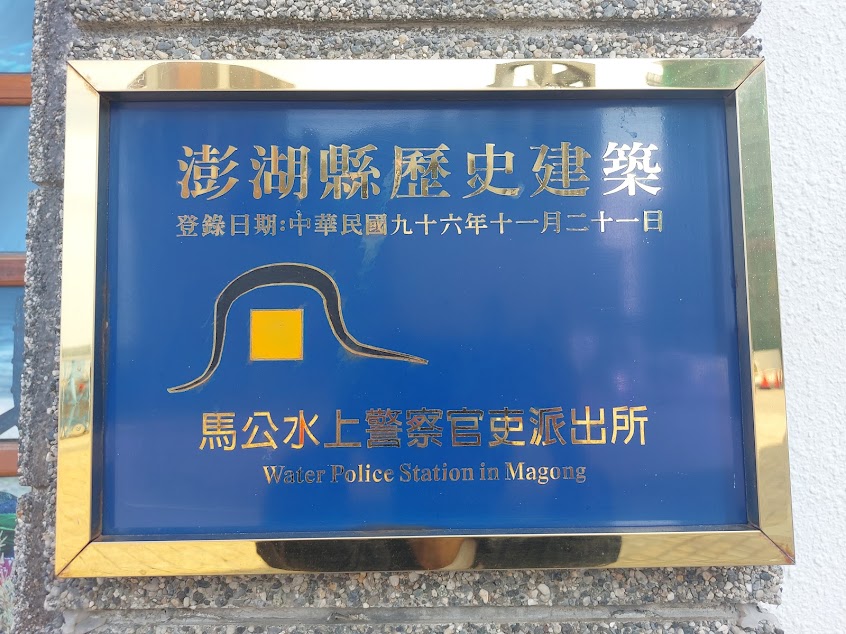 澎湖縣歷史建築
登錄日期:中華民國九十六年十一月二十一日
馬公水上警察官吏派出所
Water Police Station in Magong